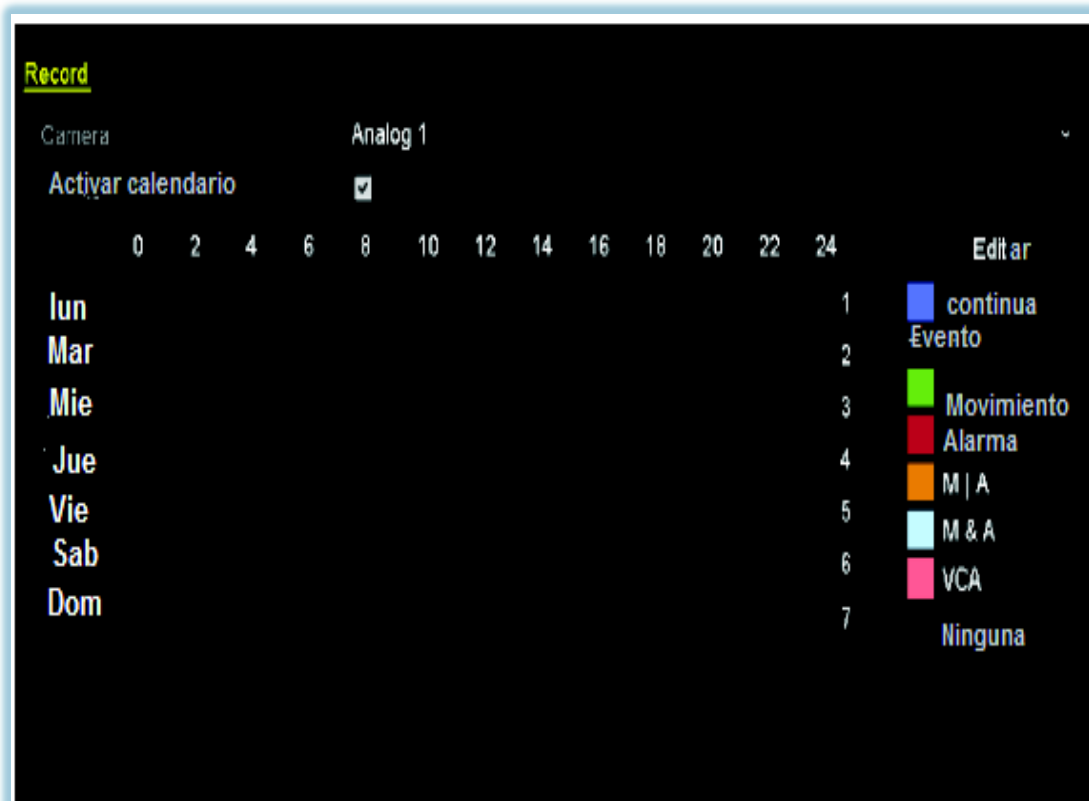 Record
Camera Analog 1
Activar calendario
0 2 4 6 8 10 12 14 16 18 20 22 24 Editar
lun 1 continua
Evento
Mar 2
Mie 3 Movimiento
Alarma
Jue 4
M | A
Vie 5
M & A
Sab 6
VCA
Dom 7
Ninguna